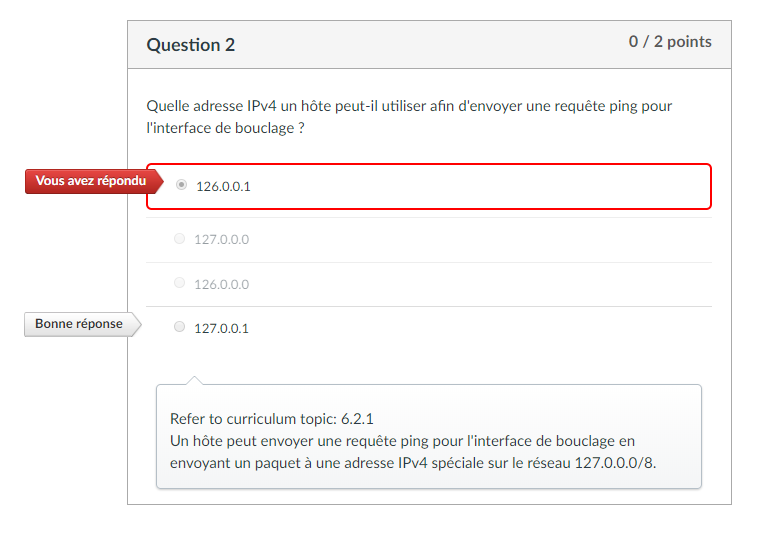 Question 2
0 / 2 points
Quelle adresse IPv4 un hôte peut-il utiliser afin d'envoyer une requête ping pour
l'interface de bouclage ?
Vous avez répondu
126.0.0.1
127.0.0.0
126.0.0.0
Bonne réponse
127.0.0.1
Refer to curriculum topic: 6.2.1
Un hôte peut envoyer une requête ping pour l'interface de bouclage en
envoyant un paquet à une adresse IPv4 spéciale sur le réseau 127.0.0.0/8.